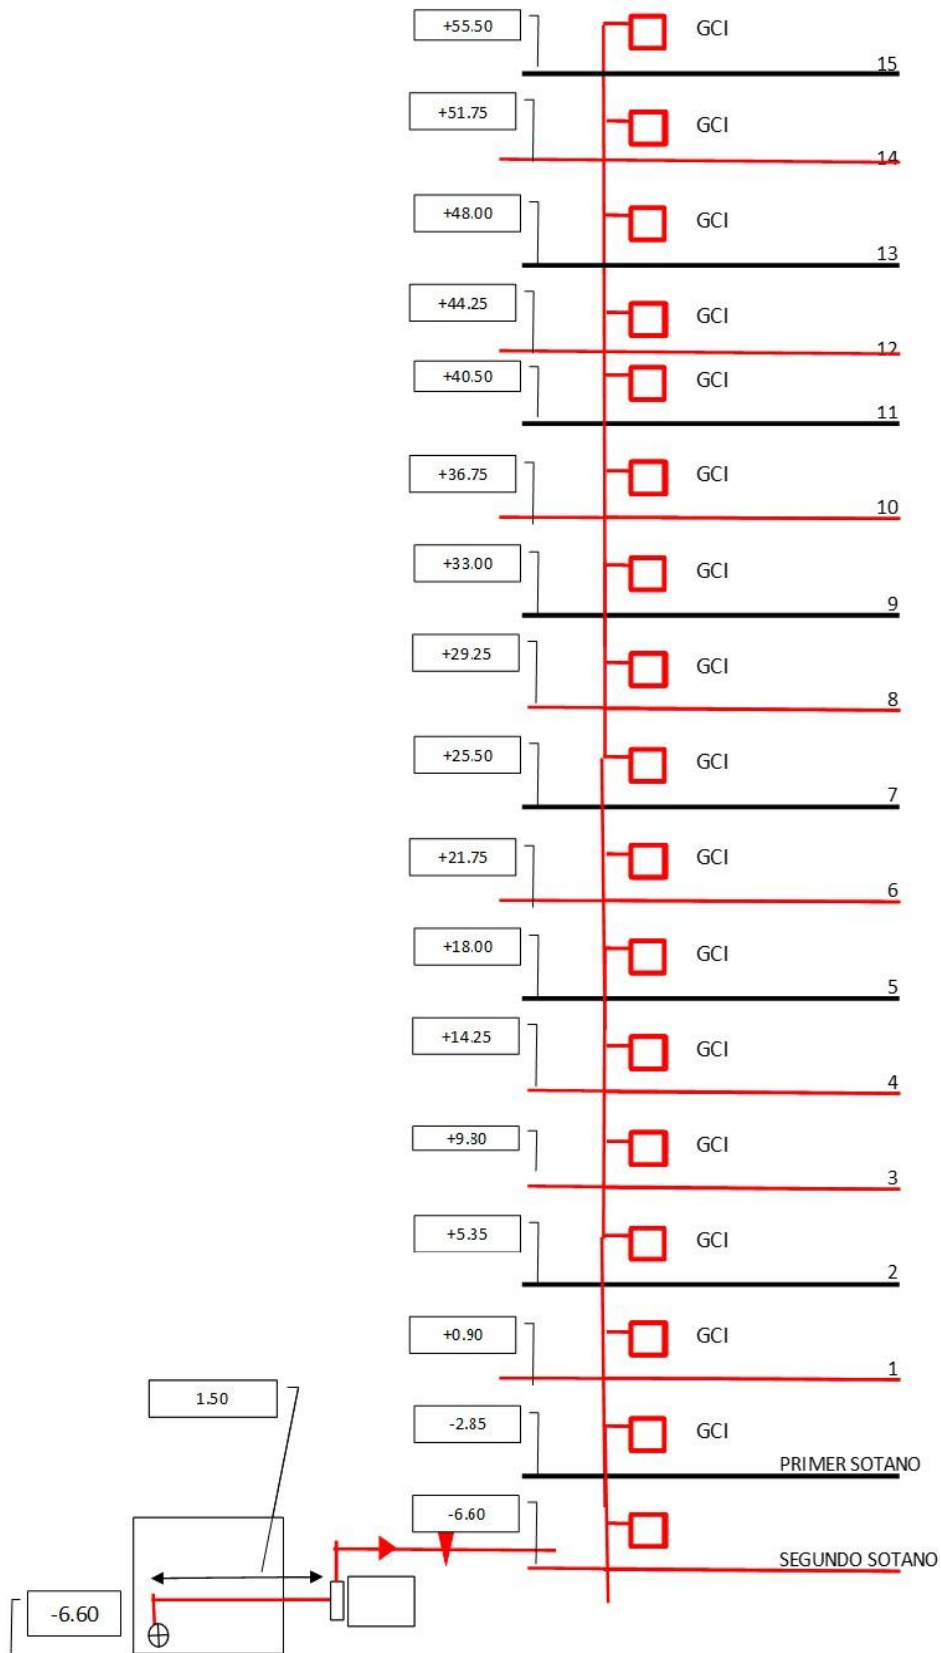 +55.50 GCI
15
+51.75 GCI
14
+48.00 GCI
13
+44.25 GCI
12
+40.50 GCI
11
+36.75 GCI
10
+33.00 GCI
9
+29.25 GCI
8
+25.50 GCI
7
+21.75 GCI
6
+18.00 GCI
5
+14.25 GCI
4
+9.80 GCI
3
+5.35 GCI
2
+0.90 GCI
1
1.50
-2.85 GCI
PRIMER SOTANO
-6.60
SEGUNDO SOTANO
-6.60